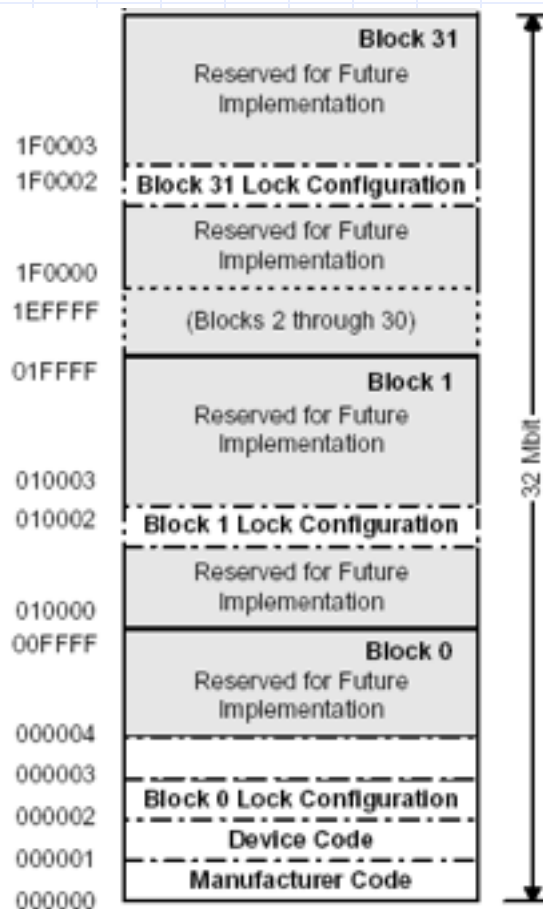 Block 31
Reserved for Future
Implementation
1F0003
1F0002
Block 31 Lock Configuration
Reserved for Future
Implementation
1F0000
1EFFFF
(Blocks 2 through 30)
01FFFF
Block 1
Reserved for Future
Implementation
32 Mbit
010003
010002
Block 1 Lock Configuration
Reserved for Future
Implementation
010000
00FFFF
Block 0
Reserved for Future
Implementation
000004
000003
Block 0 Lock Configuration
000002
Device Code
000001
Manufacturer Code
000000